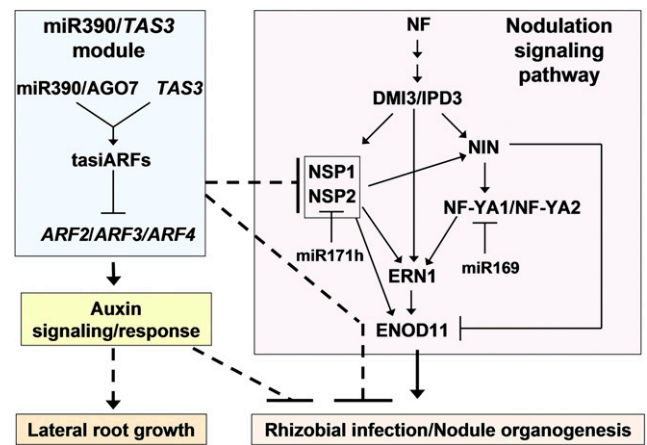 miR390/TAS3
module
miR390/AGO7 TAS3
tasiARFs
ARF2/ARF3/ARF4
Auxin
signaling/response
Lateral root growth
Nodulation
signaling
pathway
NF
DMI3/IPD3
NIN
NSP1
NSP2
NF-YA1/NF-YA2
miR171h
miR169
ERN1
ENOD11
Rhizobial infection/Nodule organogenesis